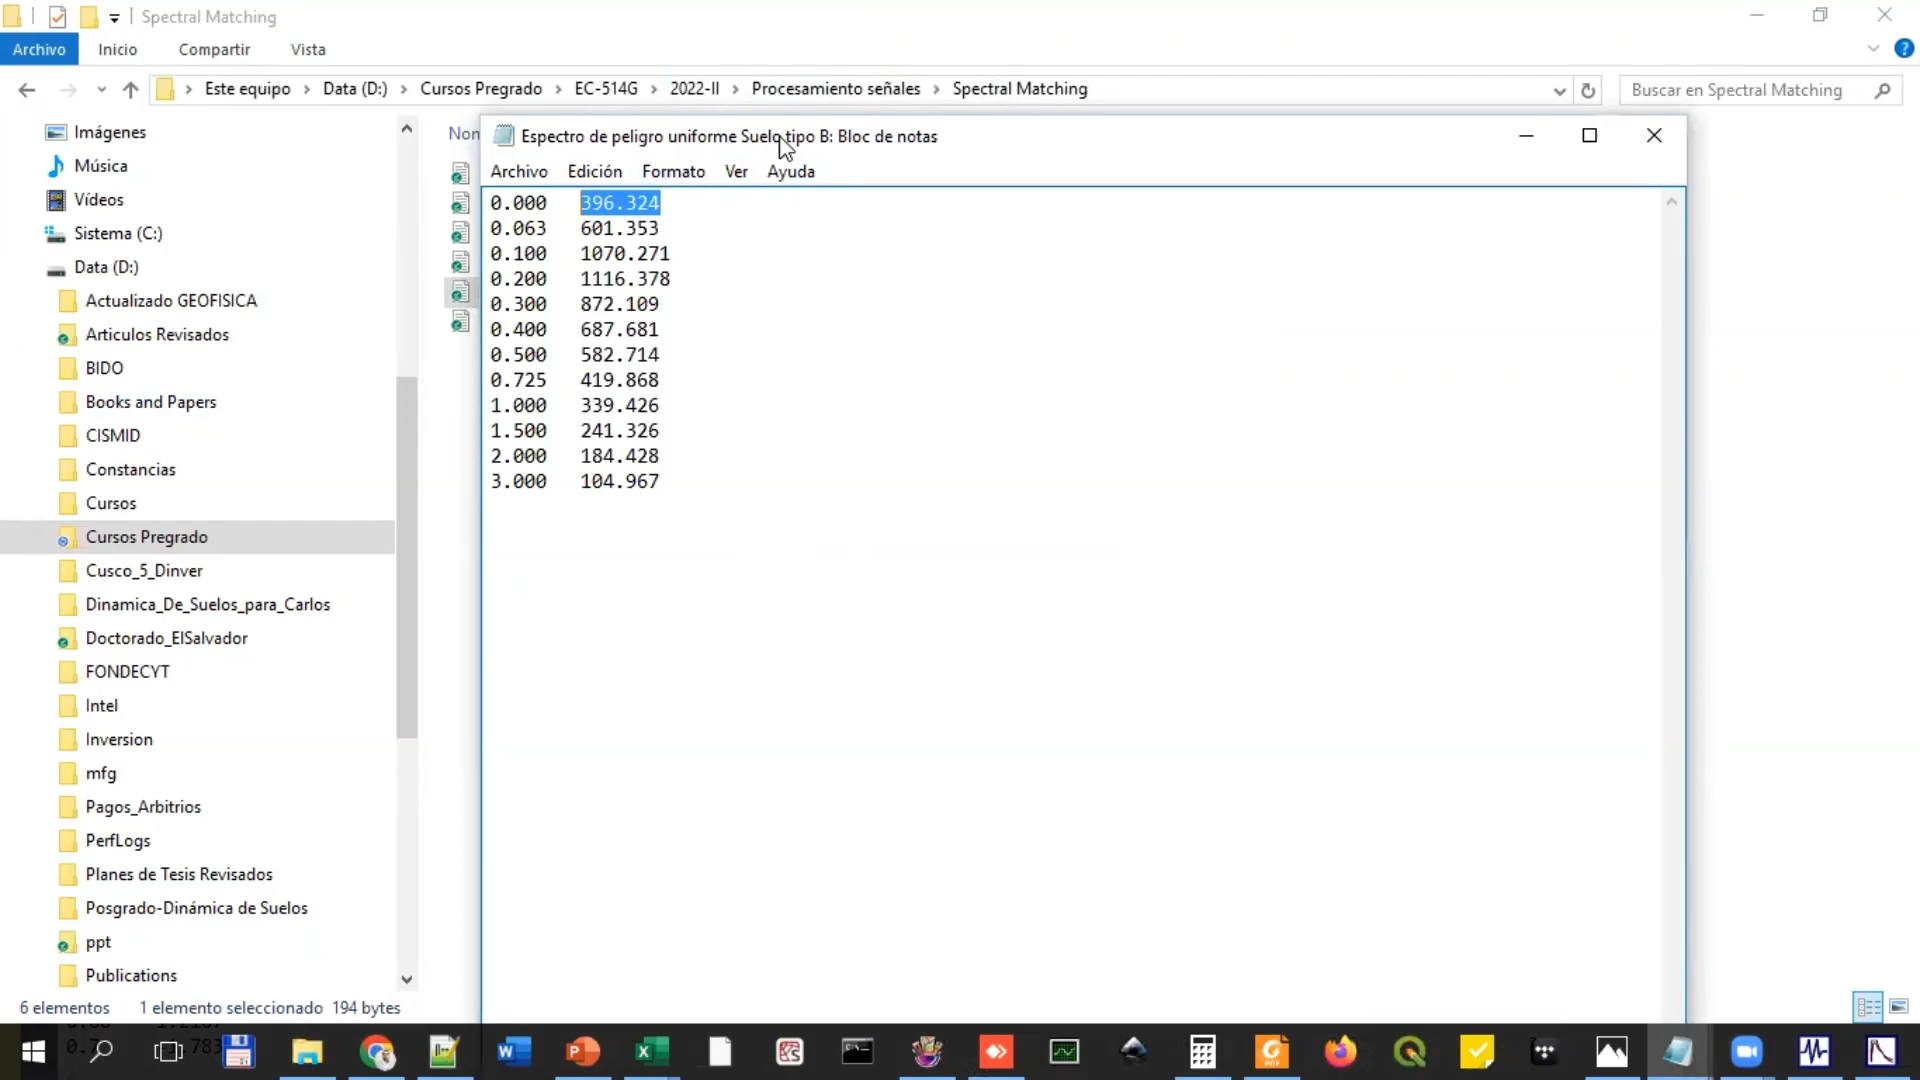 Spectral Matching
Archivo Inicio Compartir Vista
Este equipo Data (D:) Cursos Pregrado EC-514G 2022-II Procesamiento señales Spectral Matching
Buscar en Spectral Matching
Imágenes
Música
Vídeos
Sistema (C:)
Data (D:)
Actualizado GEOFISICA
Articulos Revisados
BIDO
Books and Papers
CISMID
Constancias
Cursos
Cursos Pregrado
Cusco_5_Dinver
Dinamica_De_Suelos_para_Carlos
Doctorado_ElSalvador
FONDECYT
Intel
Inversion
mfg
Pagos_Arbitrios
PerfLogs
Planes de Tesis Revisados
Posgrado-Dinámica de Suelos
ppt
Publications
Non
Espectro de peligro uniforme Suelo tipo B: Bloc de notas
Archivo Edición Formato Ver Ayuda
0.000 396.324
0.063 601.353
0.100 1070.271
0.200 1116.378
0.300 872.109
0.400 687.681
0.500 582.714
0.725 419.868
1.000 339.426
1.500 241.326
2.000 184.428
3.000 104.967
6 elementos 1 elemento seleccionado 194 bytes